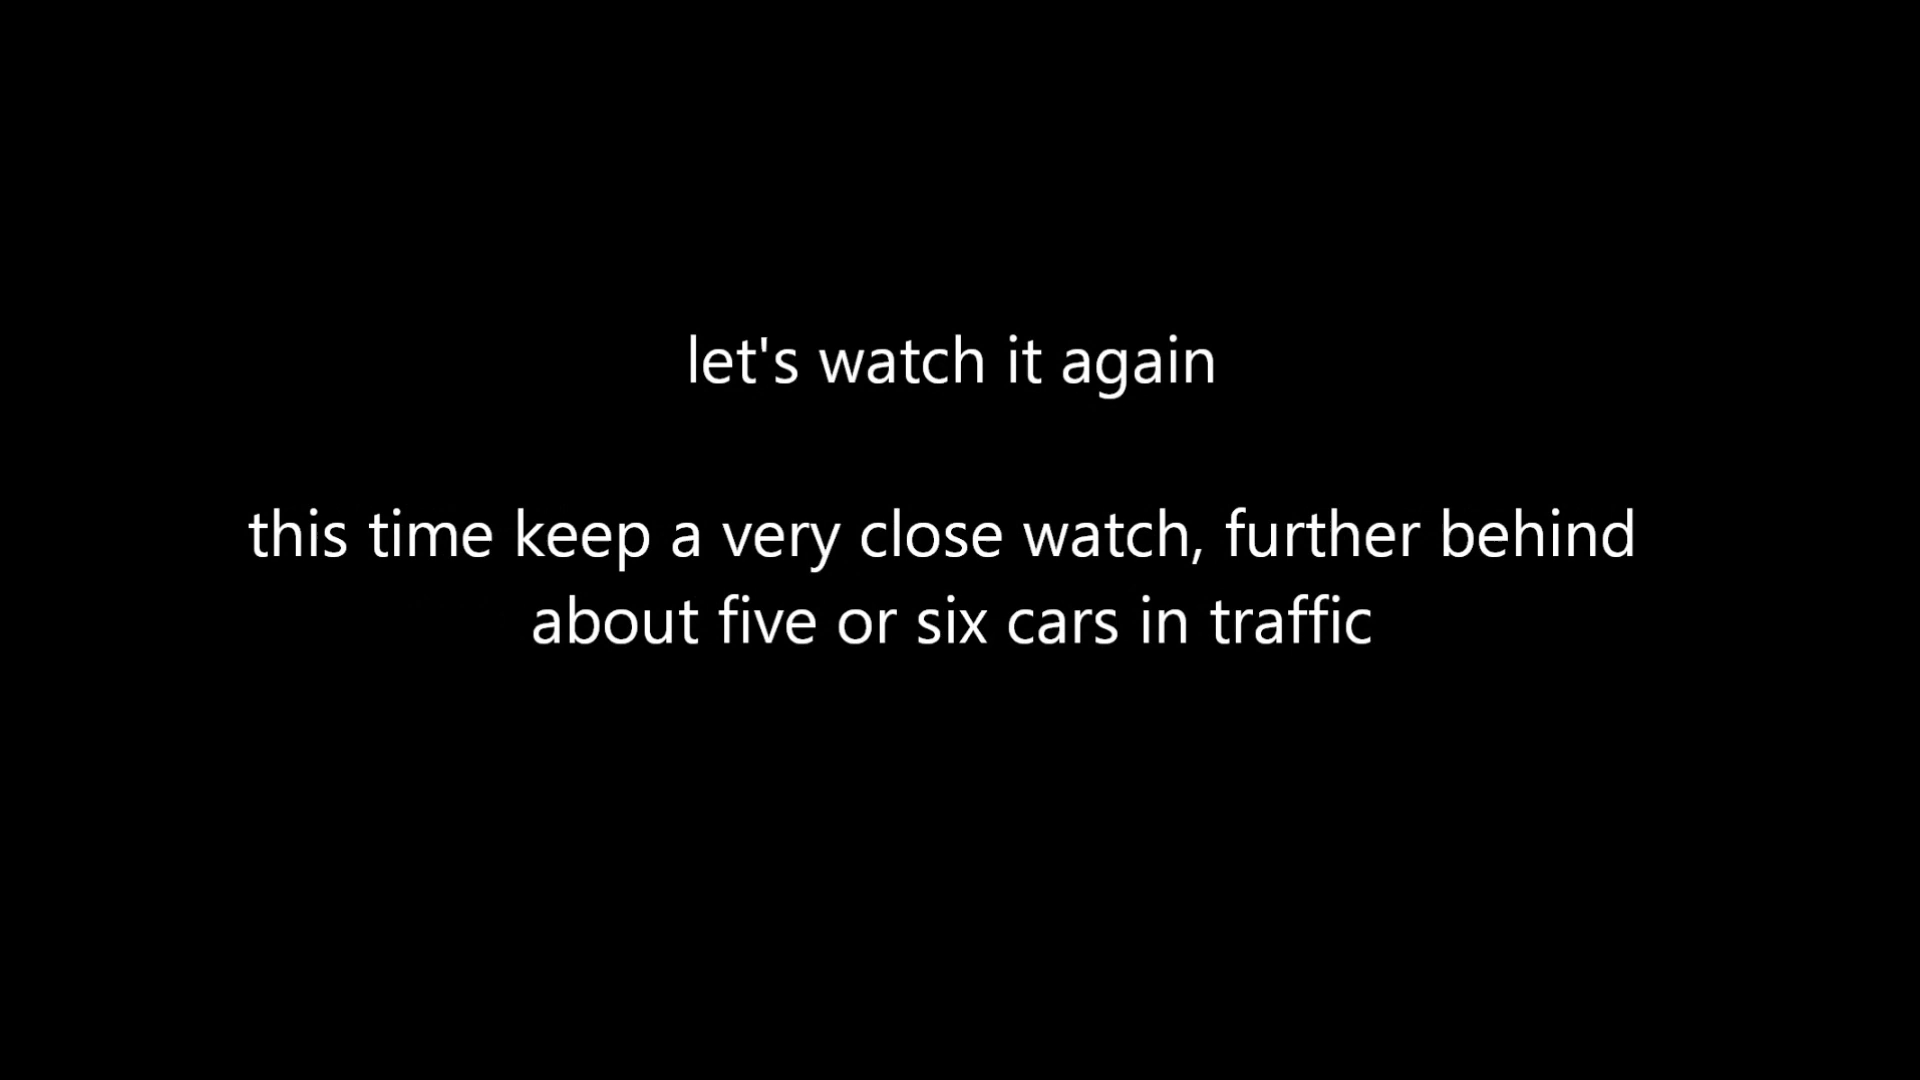 let's watch it again
this time keep a very close watch, further behind
about five or six cars in traffic